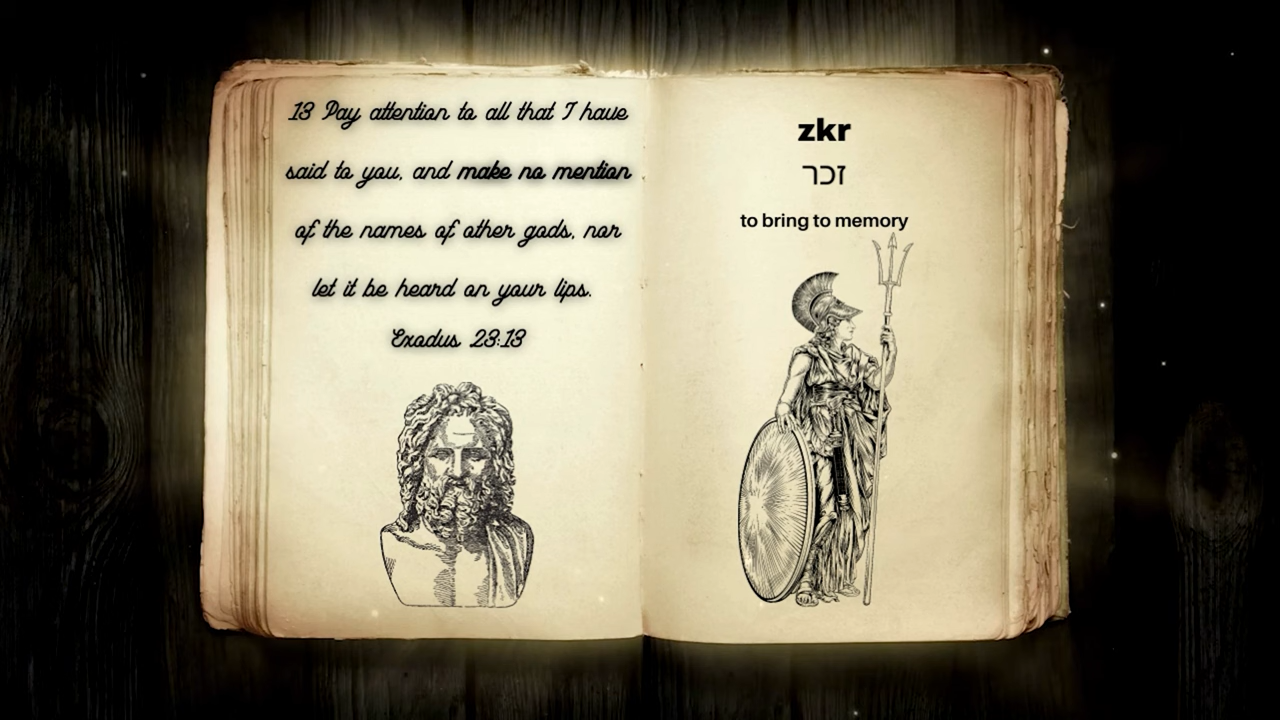 13 Pay attention to all that I have
said to you, and make no mention
of the names of other gods, nor
let it be heard on your lips.
Exodus 23:13
zkr
זכר
to bring to memory